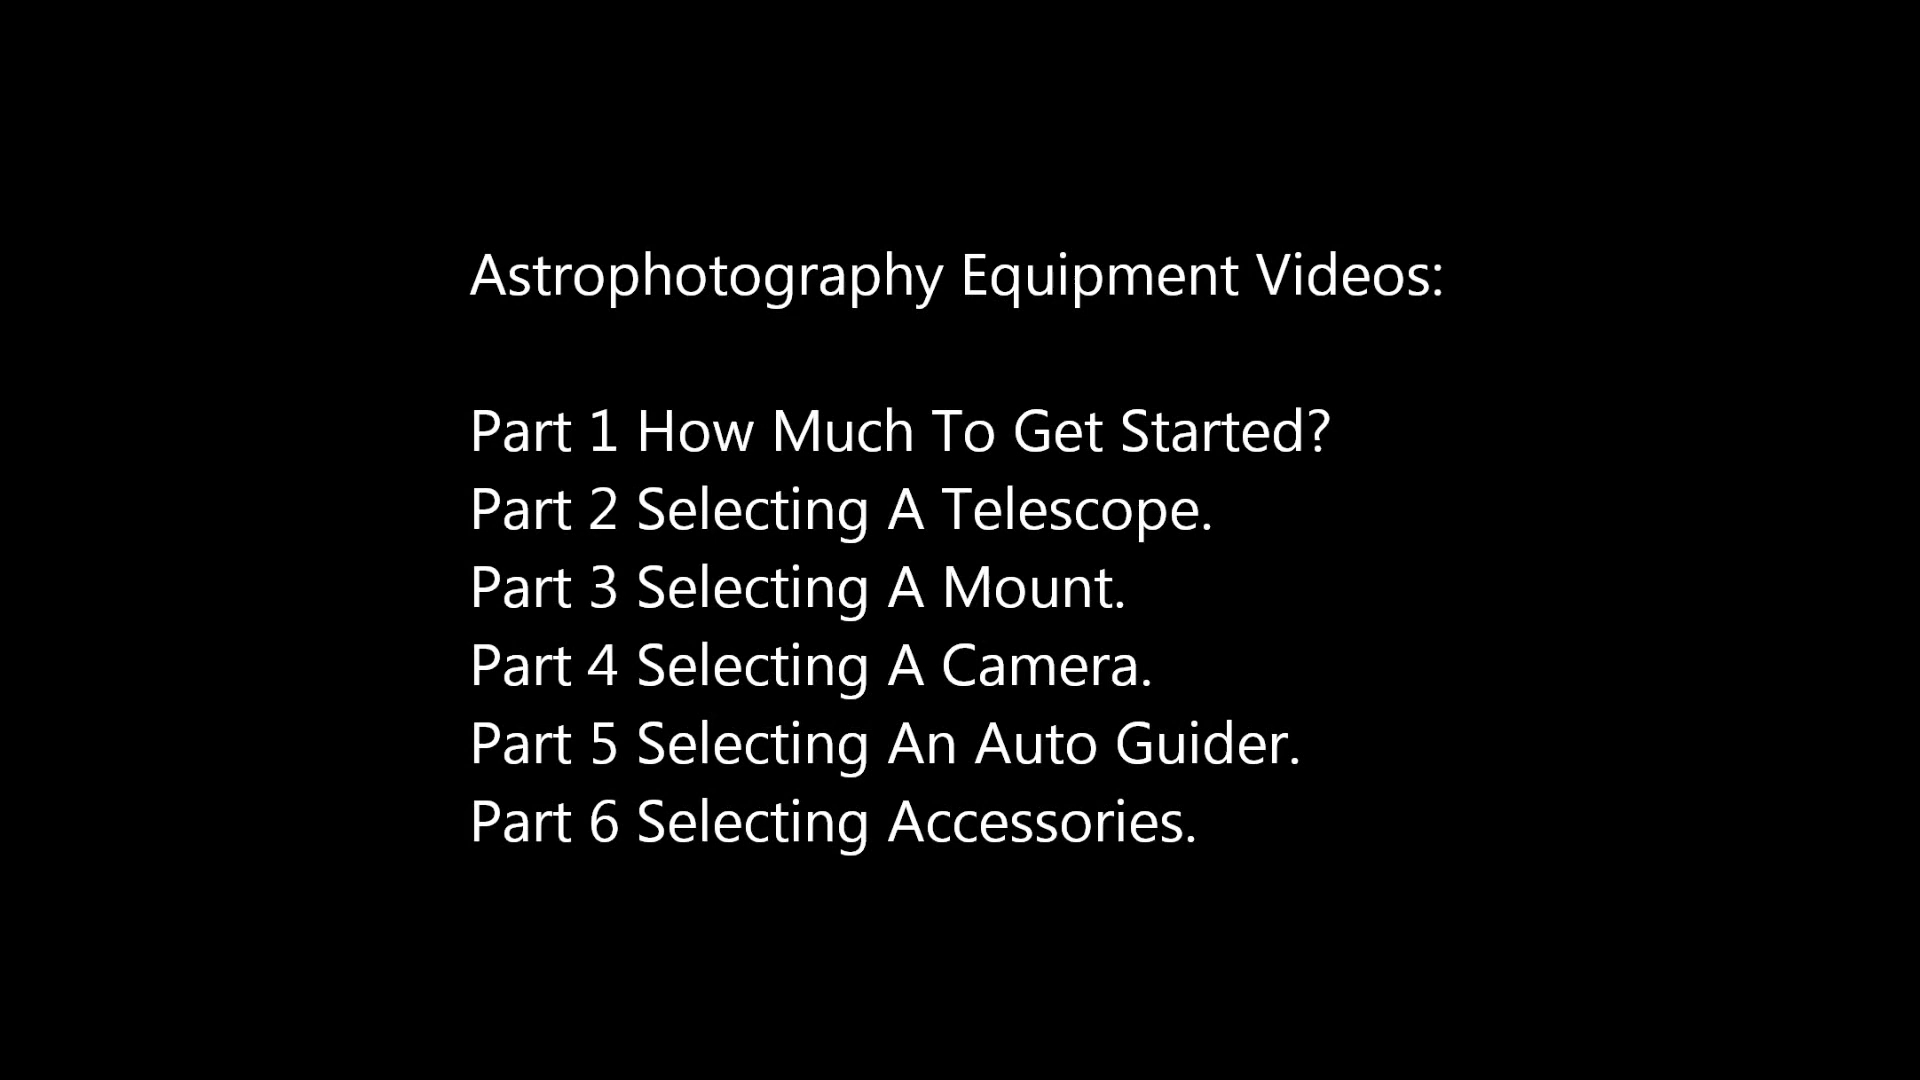 Astrophotography Equipment Videos:
Part 1 How Much To Get Started?
Part 2 Selecting A Telescope.
Part 3 Selecting A Mount.
Part 4 Selecting A Camera.
Part 5 Selecting An Auto Guider.
Part 6 Selecting Accessories.